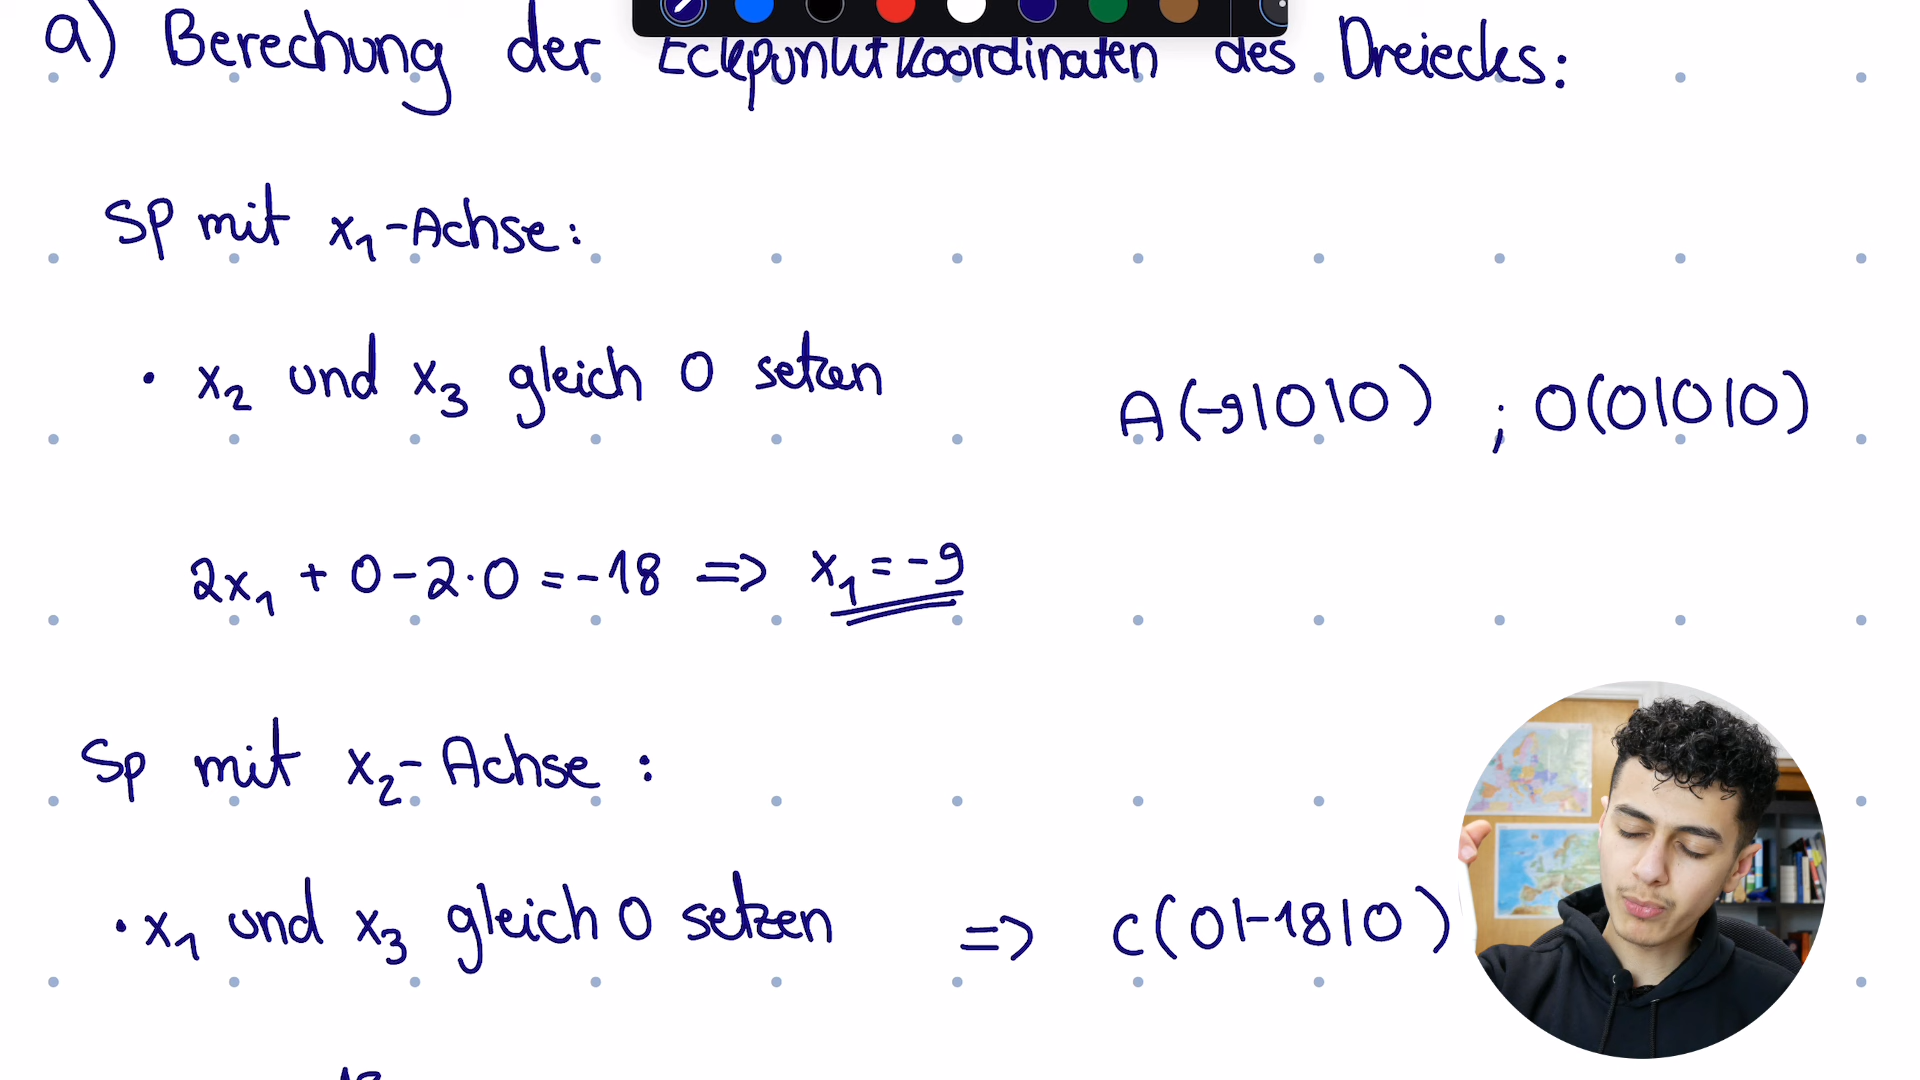 a) Berechung der Eckpunktkoordinaten des Dreiecks:
SP mit x₁-Achse:
• x₂ und x₃ gleich 0 setzen
A(-9|0|0) ; O(0|0|0)
2x₁ + 0 - 2·0 = -18 => x₁ = -9
Sp mit x₂-Achse :
• x₁ und x₃ gleich 0 setzen => C(0|-18|0)